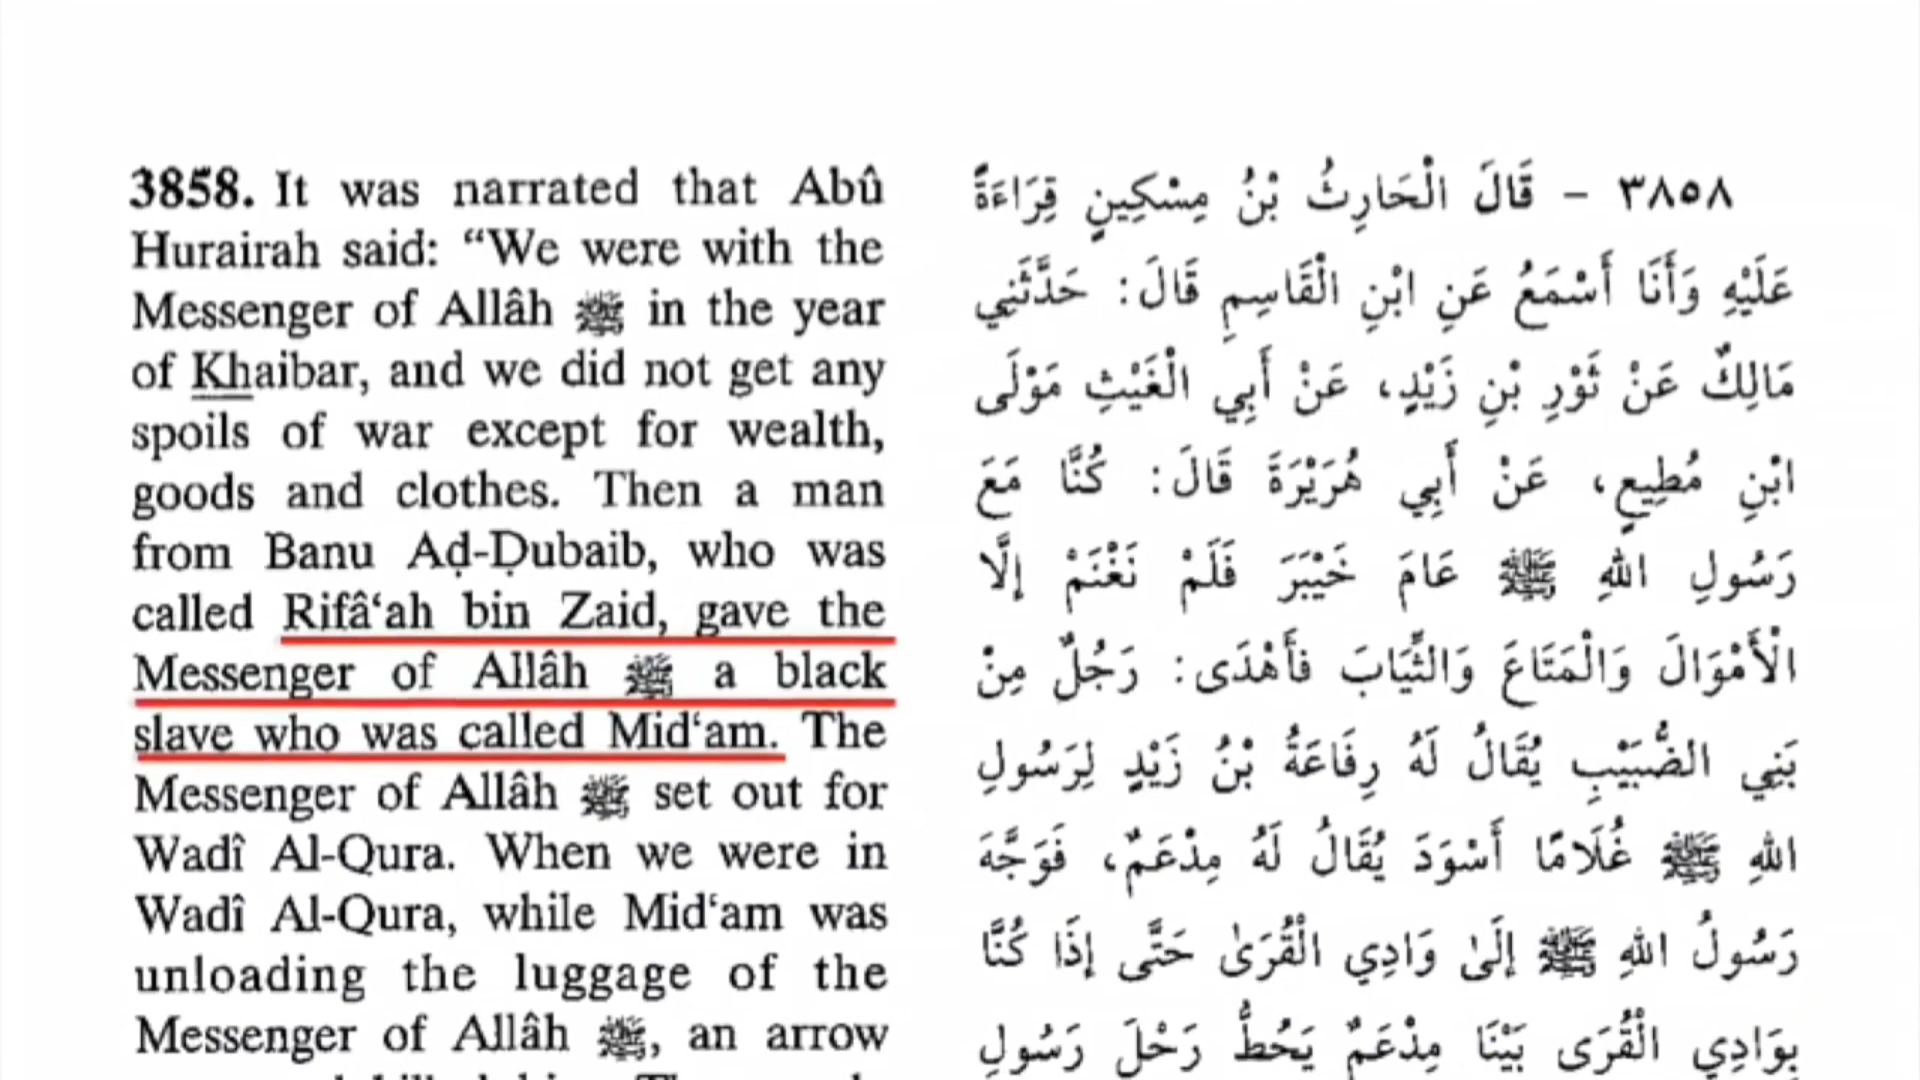 3858. It was narrated that Abû
Hurairah said: “We were with the
Messenger of Allâh ﷺ in the year
of Khaibar, and we did not get any
spoils of war except for wealth,
goods and clothes. Then a man
from Banu Aḍ-Ḍubaib, who was
called Rifâ‘ah bin Zaid, gave the
Messenger of Allâh ﷺ a black
slave who was called Mid‘am. The
Messenger of Allâh ﷺ set out for
Wadî Al-Qura. When we were in
Wadî Al-Qura, while Mid‘am was
unloading the luggage of the
Messenger of Allâh ﷺ, an arrow
٣٨٥٨ - قَالَ الْحَارِثُ بْنُ مِسْكِينٍ قِرَاءَةً
عَلَيْهِ وَأَنَا أَسْمَعُ عَنِ ابْنِ الْقَاسِمِ قَالَ: حَدَّثَنِي
مَالِكٌ عَنْ ثَوْرِ بْنِ زَيْدٍ، عَنْ أَبِي الْغَيْثِ مَوْلَى
ابْنِ مُطِيعٍ، عَنْ أَبِي هُرَيْرَةَ قَالَ: كُنَّا مَعَ
رَسُولِ اللهِ ﷺ عَامَ خَيْبَرَ فَلَمْ نَغْنَمْ إِلَّا
الْأَمْوَالَ وَالْمَتَاعَ وَالثِّيَابَ فأَهْدَى: رَجُلٌ مِنْ
بَنِي الضُّبَيْبِ يُقَالُ لَهُ رِفَاعَةُ بْنُ زَيْدٍ لِرَسُولِ
اللهِ ﷺ غُلَامًا أَسْوَدَ يُقَالُ لَهُ مِدْعَمٌ، فَوَجَّهَ
رَسُولُ اللهِ ﷺ إِلَىٰ وَادِي الْقُرَىٰ حَتَّى إِذَا كُنَّا
بِوَادِي الْقُرَى بَيْنَا مِدْعَمٌ يَحُطُّ رَحْلَ رَسُولِ